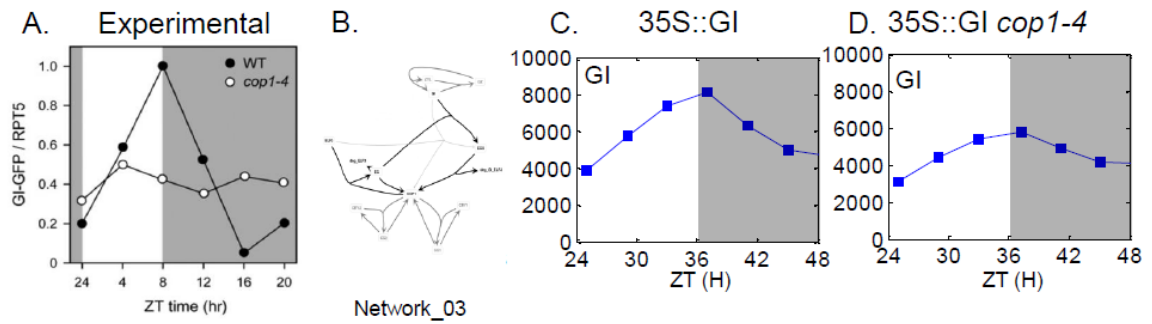 A. Experimental
B.
C. 35S::GI
D. 35S::GI cop1-4
GI-GFP / RPT5
1.0
0.8
0.6
0.4
0.2
0
WT
cop1-4
24 4 8 12 16 20
ZT time (hr)
Network_03
GI
10000
8000
6000
4000
2000
0
24 30 36 42 48
ZT (H)
GI
10000
8000
6000
4000
2000
0
24 30 36 42 48
ZT (H)